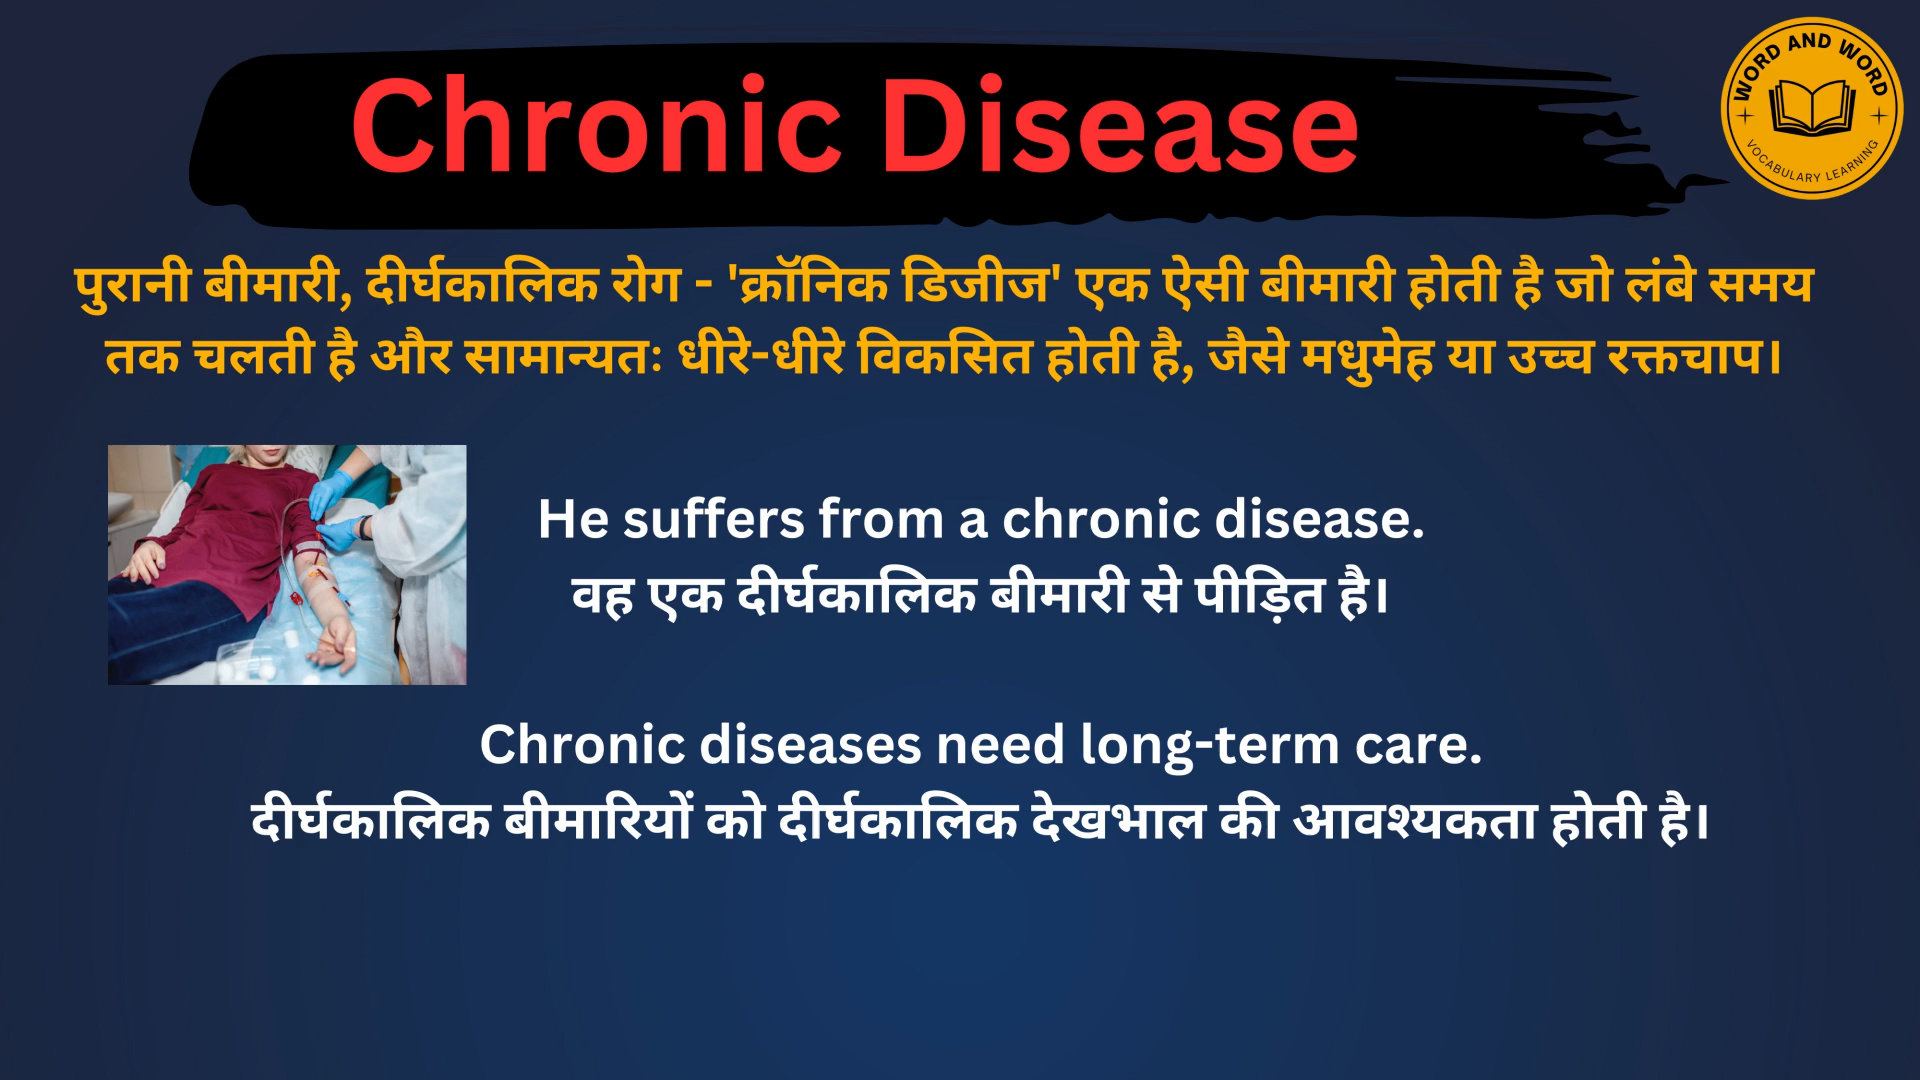 Chronic Disease
WORD AND WORD
VOCABULARY LEARNING
पुरानी बीमारी, दीर्घकालिक रोग - 'क्रॉनिक डिजीज' एक ऐसी बीमारी होती है जो लंबे समय
तक चलती है और सामान्यतः धीरे-धीरे विकसित होती है, जैसे मधुमेह या उच्च रक्तचाप।
He suffers from a chronic disease.
वह एक दीर्घकालिक बीमारी से पीड़ित है।
Chronic diseases need long-term care.
दीर्घकालिक बीमारियों को दीर्घकालिक देखभाल की आवश्यकता होती है।